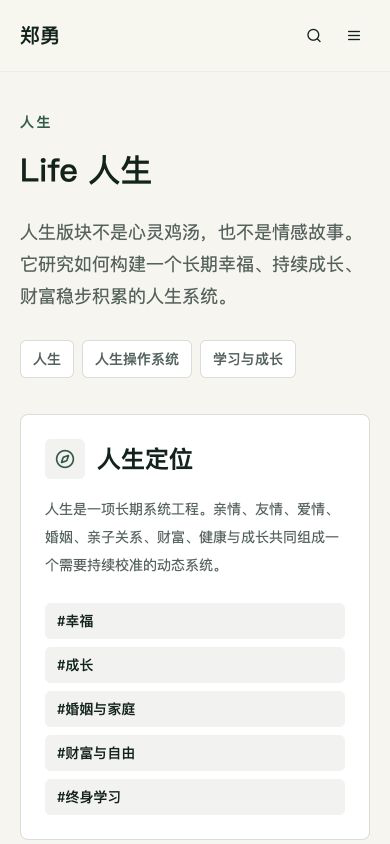 郑勇
人生
Life 人生
人生版块不是心灵鸡汤，也不是情感故事。
它研究如何构建一个长期幸福、持续成长、
财富稳步积累的人生系统。
人生
人生操作系统
学习与成长
人生定位
人生是一项长期系统工程。亲情、友情、爱情、
婚姻、亲子关系、财富、健康与成长共同组成一
个需要持续校准的动态系统。
#幸福
#成长
#婚姻与家庭
#财富与自由
#终身学习